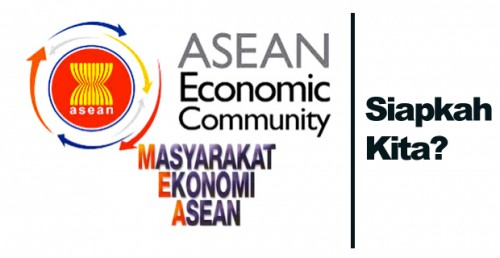 asean
ASEAN
Economic
Community
MASYARAKAT
EKONOMI
ASEAN
Siapkah
Kita?